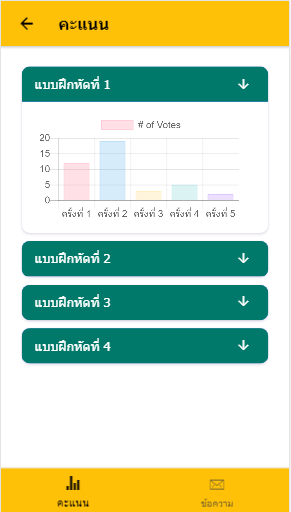 คะแนน
แบบฝึกหัดที่ 1
# of Votes
20
15
10
5
0
ครั้งที่ 1 ครั้งที่ 2 ครั้งที่ 3 ครั้งที่ 4 ครั้งที่ 5
แบบฝึกหัดที่ 2
แบบฝึกหัดที่ 3
แบบฝึกหัดที่ 4
คะแนน ข้อความ